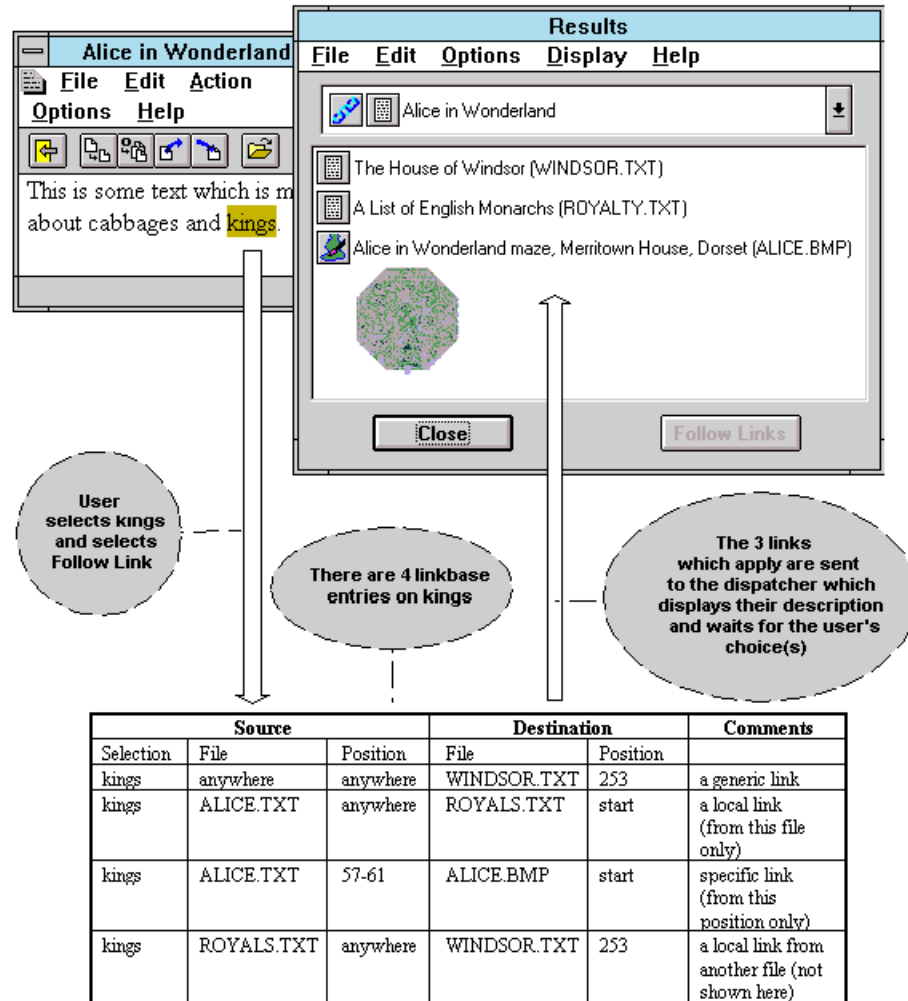 Alice in Wonderland
File Edit Action
Options Help
This is some text which is m
about cabbages and kings.
Results
File Edit Options Display Help
Alice in Wonderland
The House of Windsor (WINDSOR.TXT)
A List of English Monarchs (ROYALTY.TXT)
Alice in Wonderland maze, Merritown House, Dorset (ALICE.BMP)
Close Follow Links
User
selects kings
and selects
Follow Link
There are 4 linkbase
entries on kings
The 3 links
which apply are sent
to the dispatcher which
displays their description
and waits for the user's
choice(s)
Source Destination Comments
Selection File Position File Position
kings anywhere anywhere WINDSOR.TXT 253 a generic link
kings ALICE.TXT anywhere ROYALS.TXT start a local link
(from this file
only)
kings ALICE.TXT 57-61 ALICE.BMP start specific link
(from this
position only)
kings ROYALS.TXT anywhere WINDSOR.TXT 253 a local link from
another file (not
shown here)